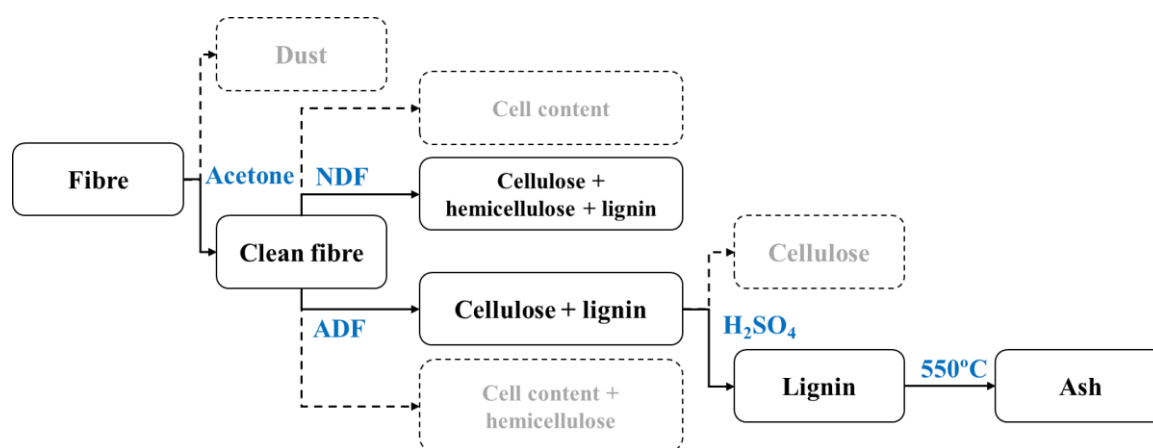 Dust
Cell content
Fibre
Acetone
NDF
Cellulose +
hemicellulose + lignin
Clean fibre
Cellulose
ADF
Cellulose + lignin
H₂SO₄
Cell content +
hemicellulose
Lignin
550ºC
Ash